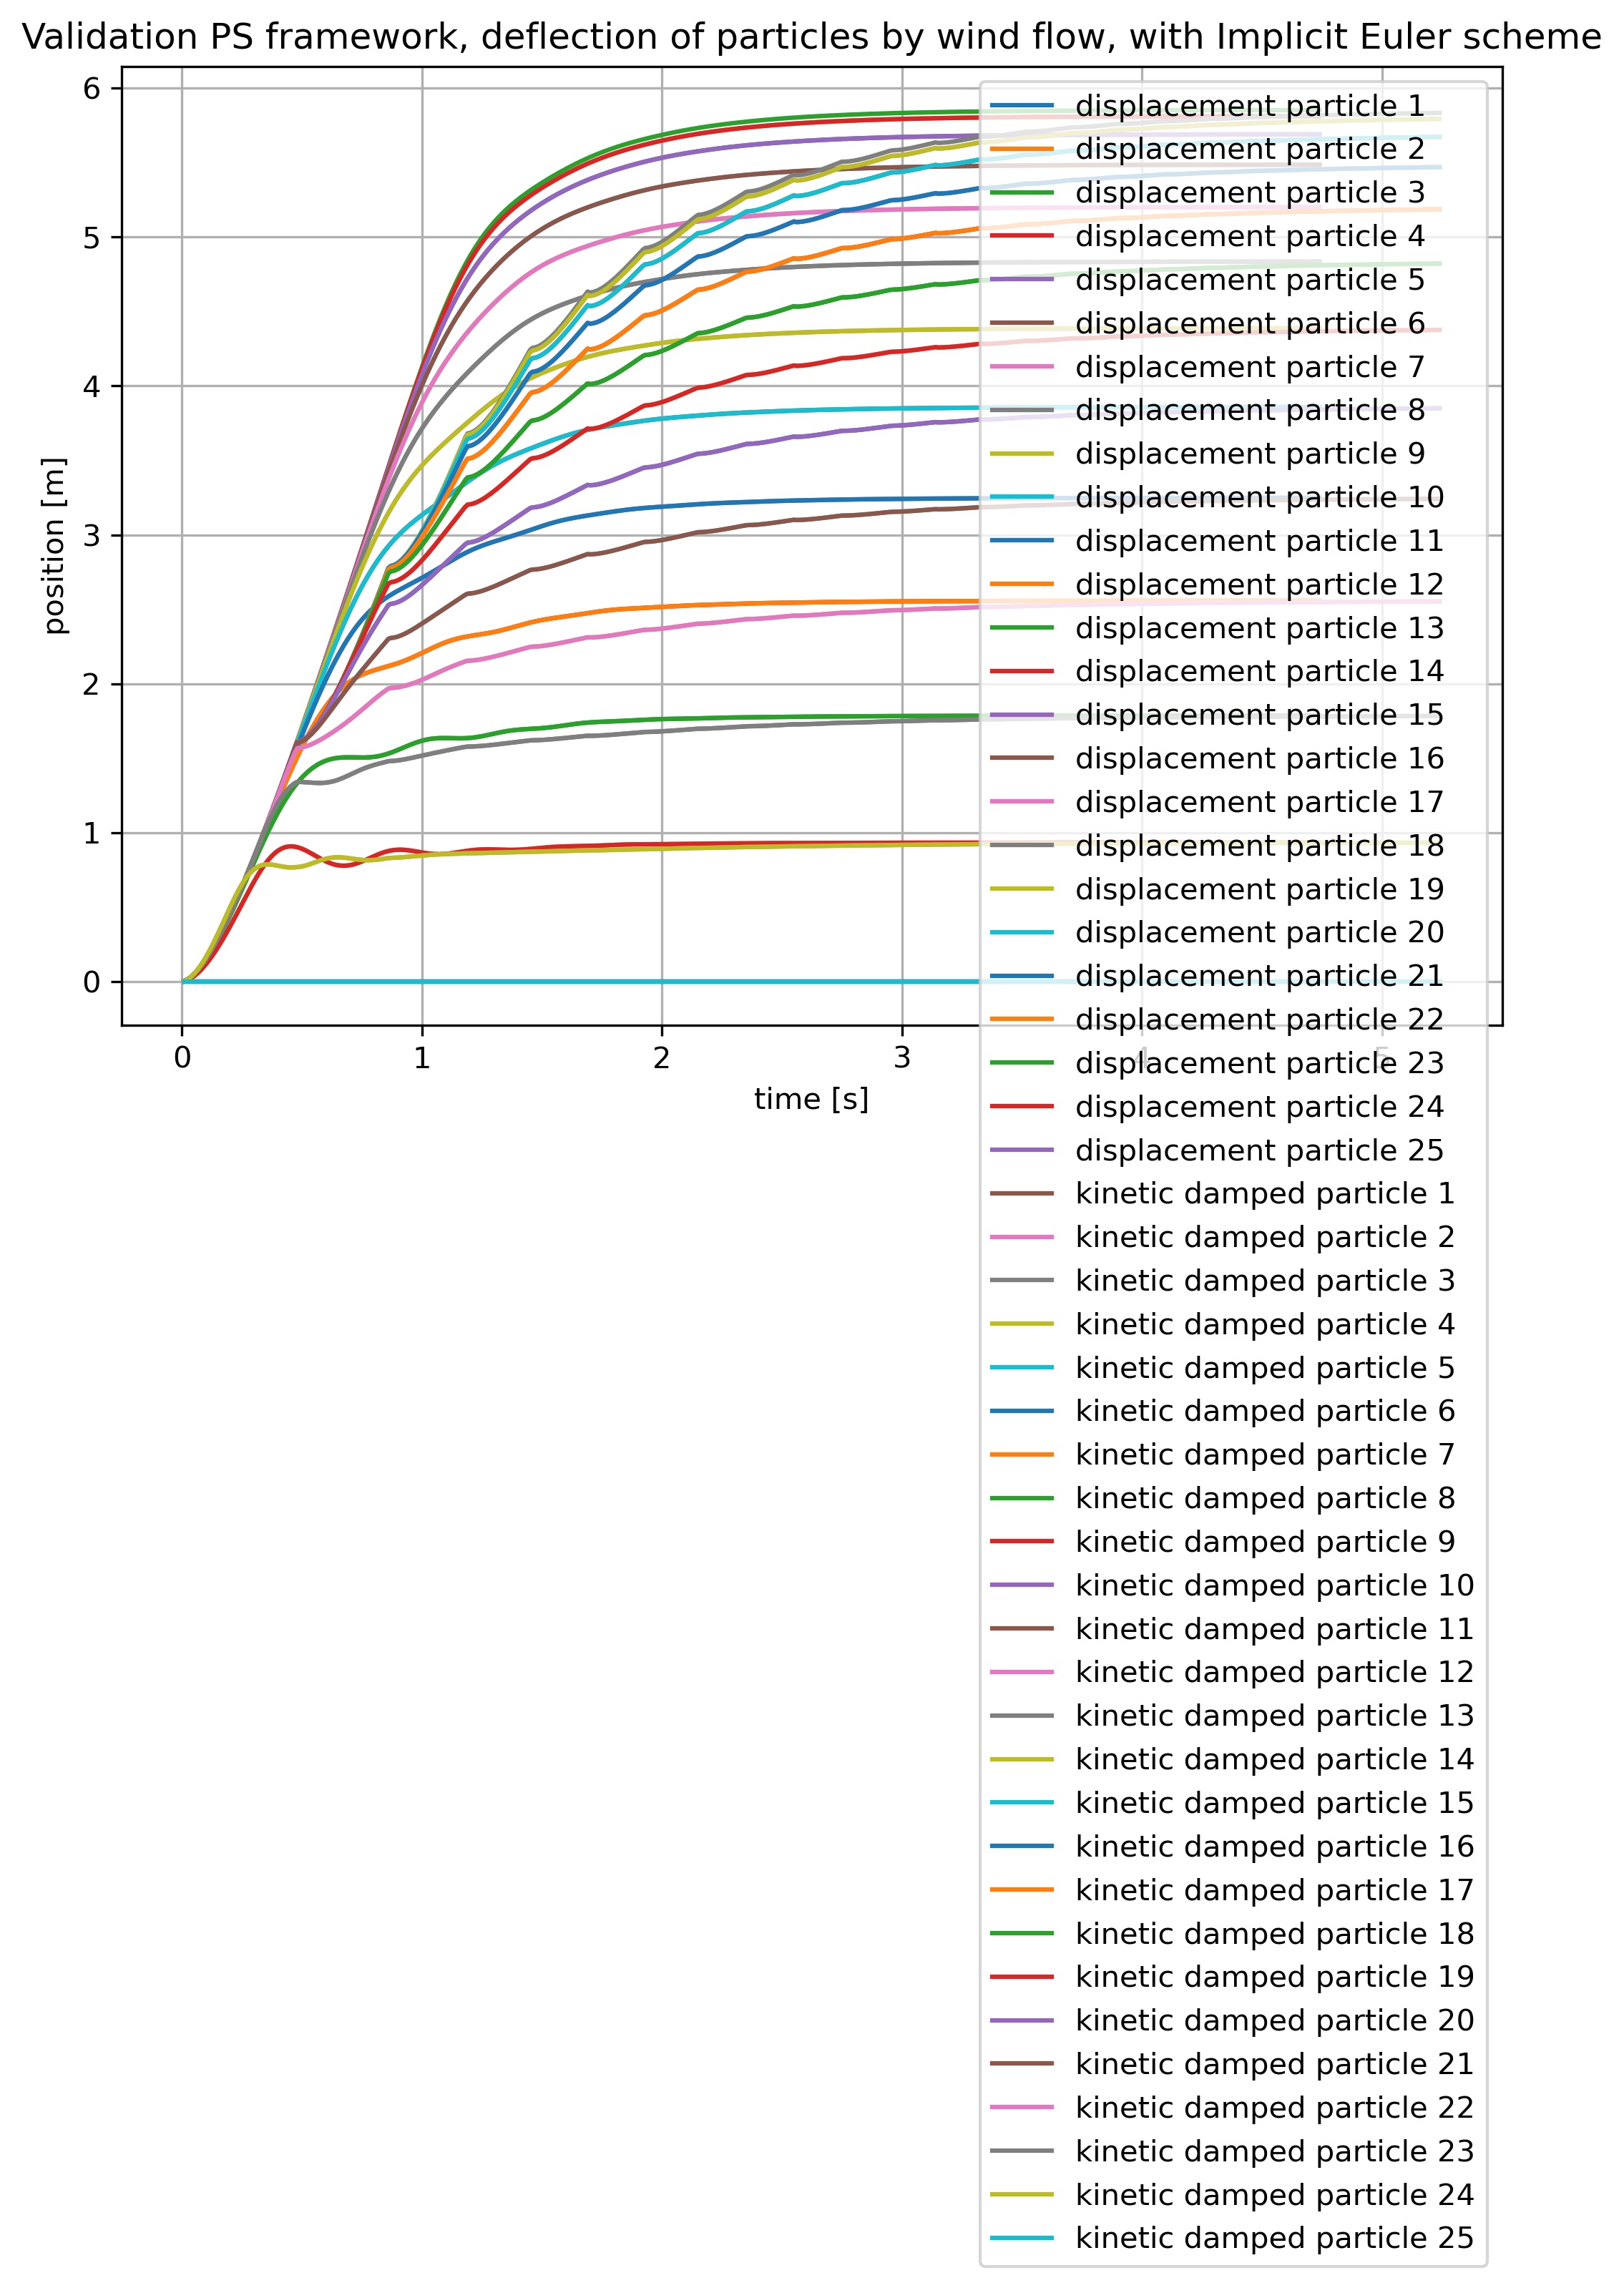 Validation PS framework, deflection of particles by wind flow, with Implicit Euler scheme
6
5
4
3
2
1
0
position [m]
0
1
2
3
4
5
time [s]
displacement particle 1
displacement particle 2
displacement particle 3
displacement particle 4
displacement particle 5
displacement particle 6
displacement particle 7
displacement particle 8
displacement particle 9
displacement particle 10
displacement particle 11
displacement particle 12
displacement particle 13
displacement particle 14
displacement particle 15
displacement particle 16
displacement particle 17
displacement particle 18
displacement particle 19
displacement particle 20
displacement particle 21
displacement particle 22
displacement particle 23
displacement particle 24
displacement particle 25
kinetic damped particle 1
kinetic damped particle 2
kinetic damped particle 3
kinetic damped particle 4
kinetic damped particle 5
kinetic damped particle 6
kinetic damped particle 7
kinetic damped particle 8
kinetic damped particle 9
kinetic damped particle 10
kinetic damped particle 11
kinetic damped particle 12
kinetic damped particle 13
kinetic damped particle 14
kinetic damped particle 15
kinetic damped particle 16
kinetic damped particle 17
kinetic damped particle 18
kinetic damped particle 19
kinetic damped particle 20
kinetic damped particle 21
kinetic damped particle 22
kinetic damped particle 23
kinetic damped particle 24
kinetic damped particle 25